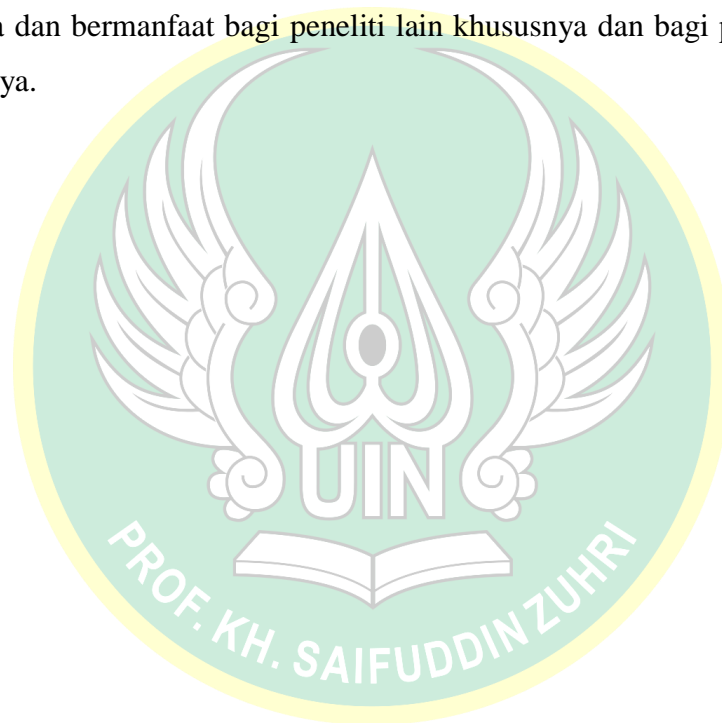 dan bermanfaat bagi peneliti lain khususnya dan bagi
ya.
UIN
PROF. KH. SAIFUDDIN ZUHRI